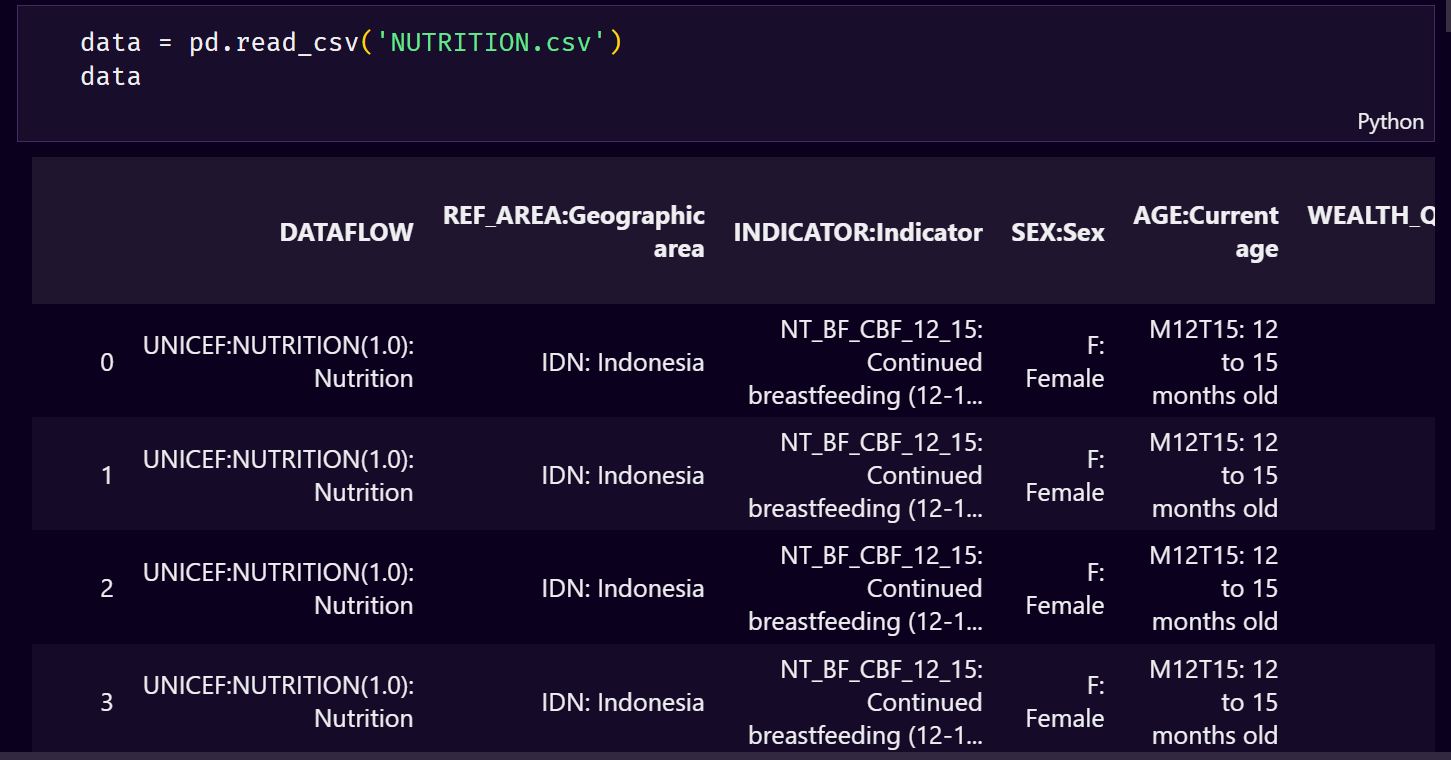 data = pd.read_csv('NUTRITION.csv')
data
Python
DATAFLOW REF_AREA:Geographic area INDICATOR:Indicator SEX:Sex AGE:Current age WEALTH_Q
0 UNICEF:NUTRITION(1.0): Nutrition IDN: Indonesia NT_BF_CBF_12_15: Continued breastfeeding (12-1... F: Female M12T15: 12 to 15 months old
1 UNICEF:NUTRITION(1.0): Nutrition IDN: Indonesia NT_BF_CBF_12_15: Continued breastfeeding (12-1... F: Female M12T15: 12 to 15 months old
2 UNICEF:NUTRITION(1.0): Nutrition IDN: Indonesia NT_BF_CBF_12_15: Continued breastfeeding (12-1... F: Female M12T15: 12 to 15 months old
3 UNICEF:NUTRITION(1.0): Nutrition IDN: Indonesia NT_BF_CBF_12_15: Continued breastfeeding (12-1... F: Female M12T15: 12 to 15 months old